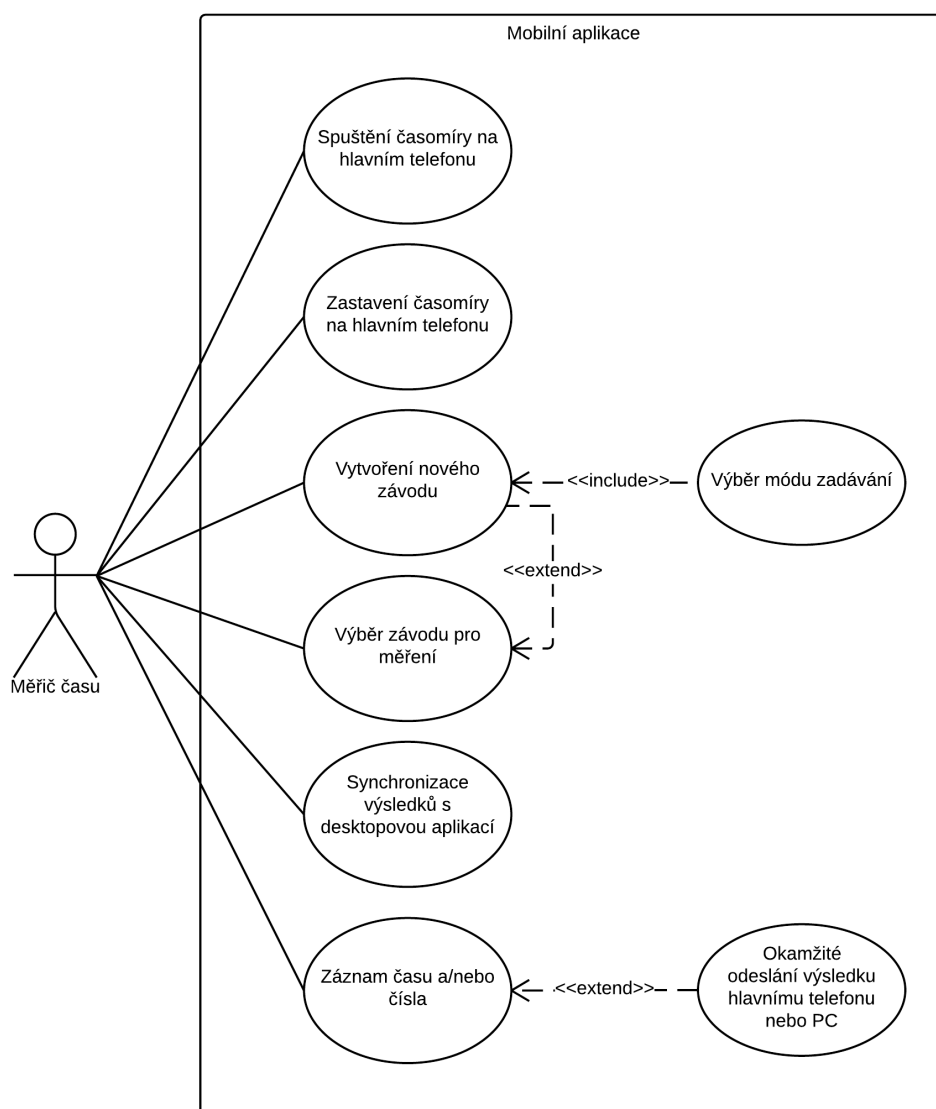 Mobilní aplikace
Spuštění časomíry na
hlavním telefonu
Zastavení časomíry
na hlavním telefonu
Vytvoření nového
závodu
<<include>>
Výběr módu zadávání
<<extend>>
Výběr závodu pro
měření
Měřič času
Synchronizace
výsledků s
desktopovou aplikací
Záznam času a/nebo
čísla
<<extend>>
Okamžité
odeslání výsledku
hlavnímu telefonu
nebo PC